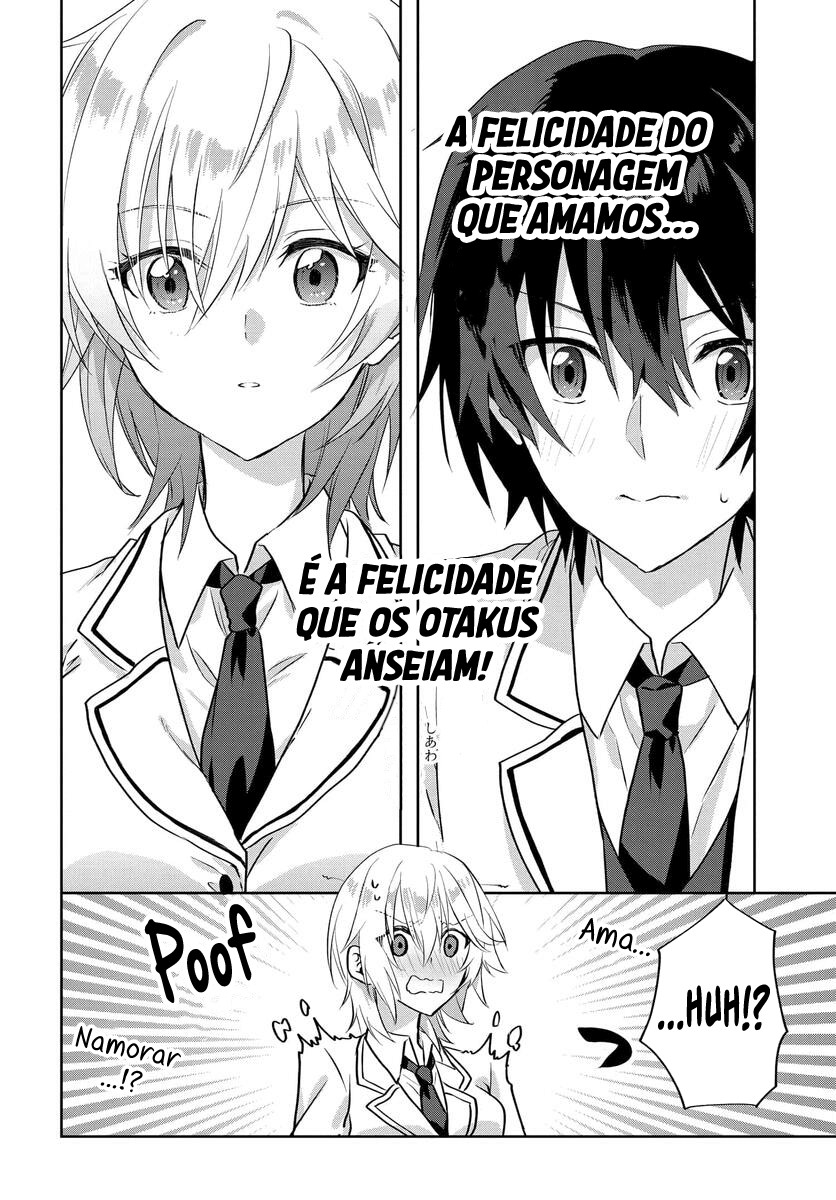 A FELICIDADE DO
PERSONAGEM
QUE AMAMOS...
É A FELICIDADE
QUE OS OTAKUS
ANSEIAM!
しあわ
...HUH!?
Ama...
Poof
Namorar
...!?